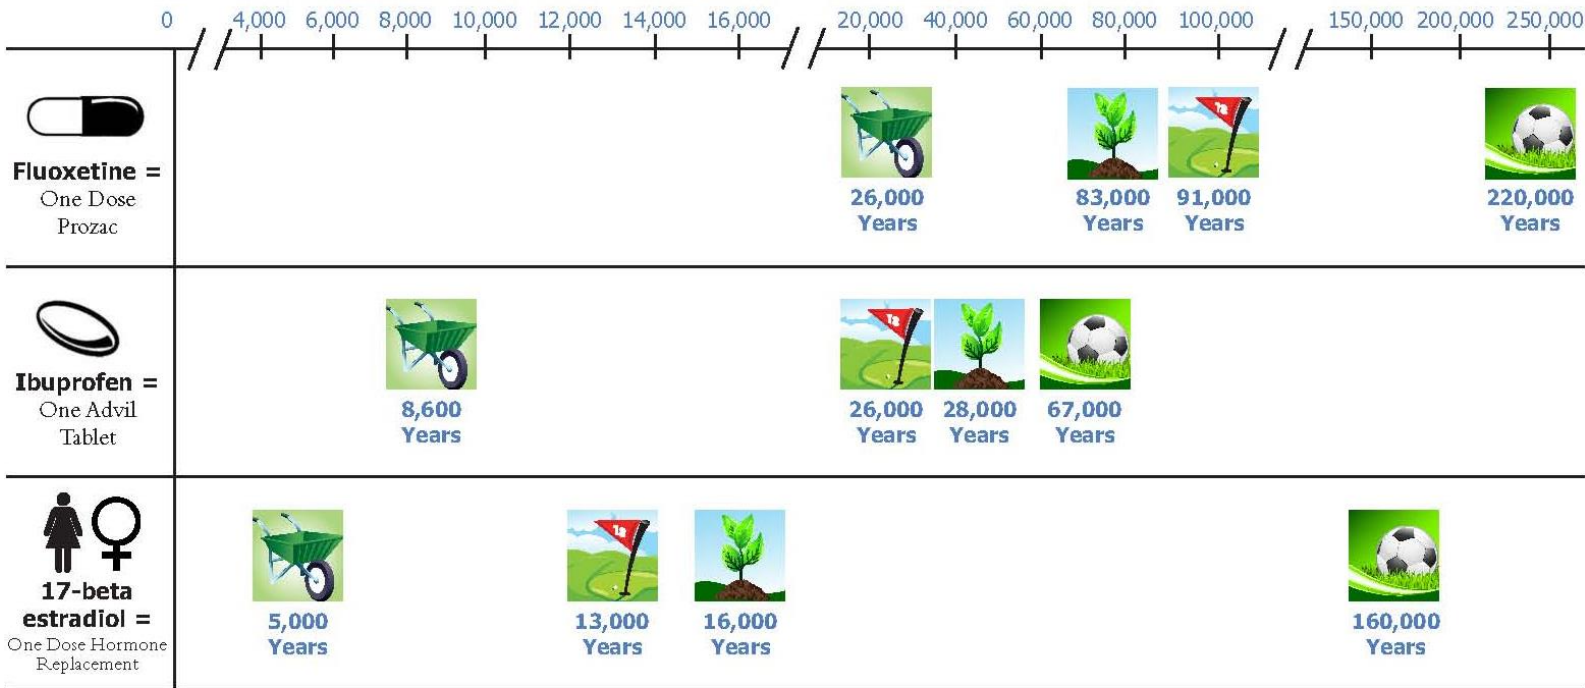 0 4,000 6,000 8,000 10,000 12,000 14,000 16,000 20,000 40,000 60,000 80,000 100,000 150,000 200,000 250,000
Fluoxetine =
One Dose
Prozac
26,000
Years
83,000
Years
18
91,000
Years
220,000
Years
Ibuprofen =
One Advil
Tablet
8,600
Years
18
26,000
Years
28,000
Years
67,000
Years
17-beta
estradiol =
One Dose Hormone
Replacement
5,000
Years
18
13,000
Years
16,000
Years
160,000
Years